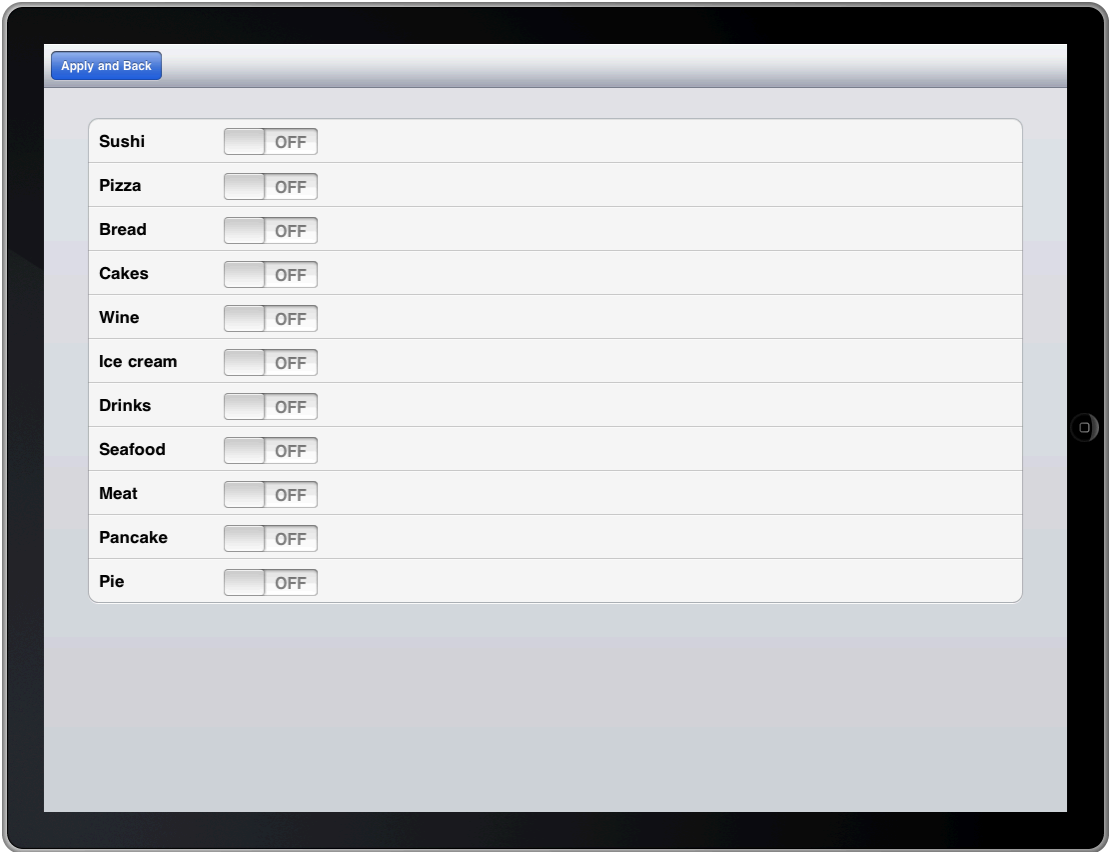 Apply and Back
Sushi OFF
Pizza OFF
Bread OFF
Cakes OFF
Wine OFF
Ice cream OFF
Drinks OFF
Seafood OFF
Meat OFF
Pancake OFF
Pie OFF